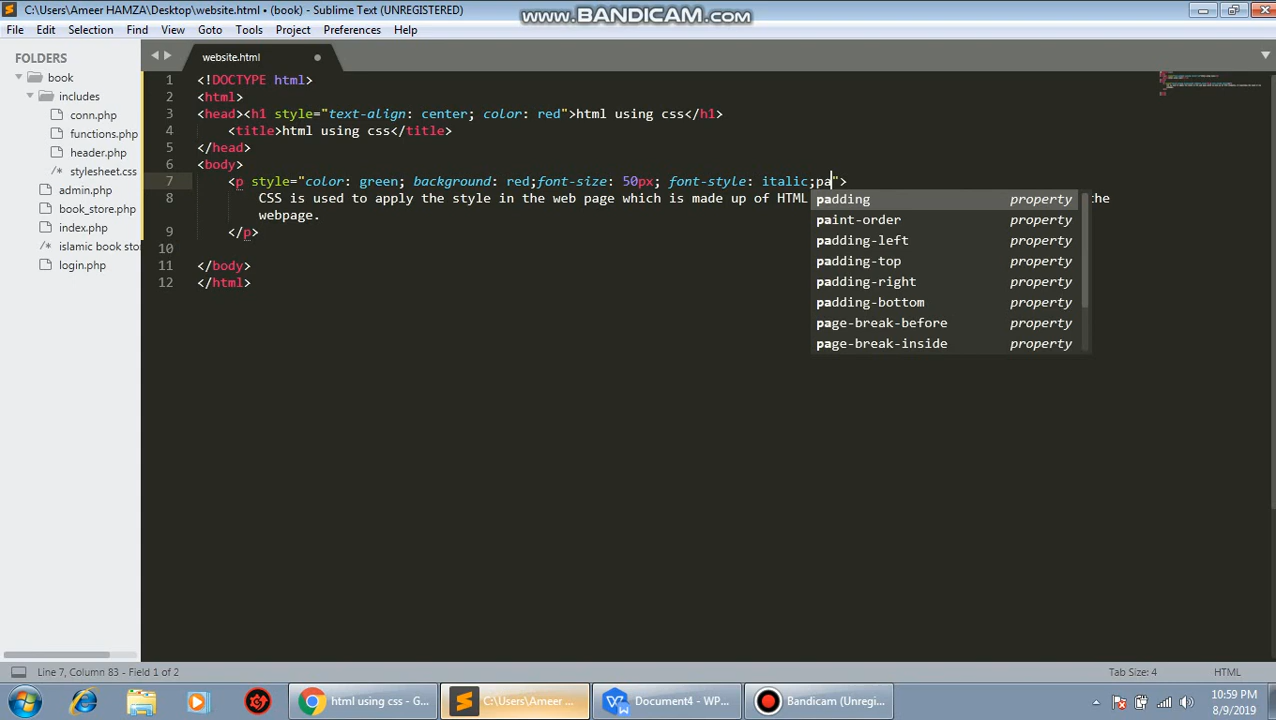 C:\Users\Ameer HAMZA\Desktop\website.html • (book) - Sublime Text (UNREGISTERED)
www.BANDICAM.com
File Edit Selection Find View Goto Tools Project Preferences Help
FOLDERS
book
includes
conn.php
functions.php
header.php
/* stylesheet.css
admin.php
book_store.php
index.php
/* islamic book sto
login.php
website.html
1 <!DOCTYPE html>
2 <html>
3 <head><h1 style="text-align: center; color: red">html using css</h1>
4 <title>html using css</title>
5 </head>
6 <body>
7 <p style="color: green; background: red;font-size: 50px; font-style: italic;pa">
8 CSS is used to apply the style in the web page which is made up of HTML the
webpage.
9 </p>
10
11 </body>
12 </html>
padding property
paint-order property
padding-left property
padding-top property
padding-right property
padding-bottom property
page-break-before property
page-break-inside property
Line 7, Column 83 - Field 1 of 2
Tab Size: 4
HTML
html using css - G...
C:\Users\Ameer ...
Document4 - WP...
Bandicam (Unregi...
10:59 PM
8/9/2019